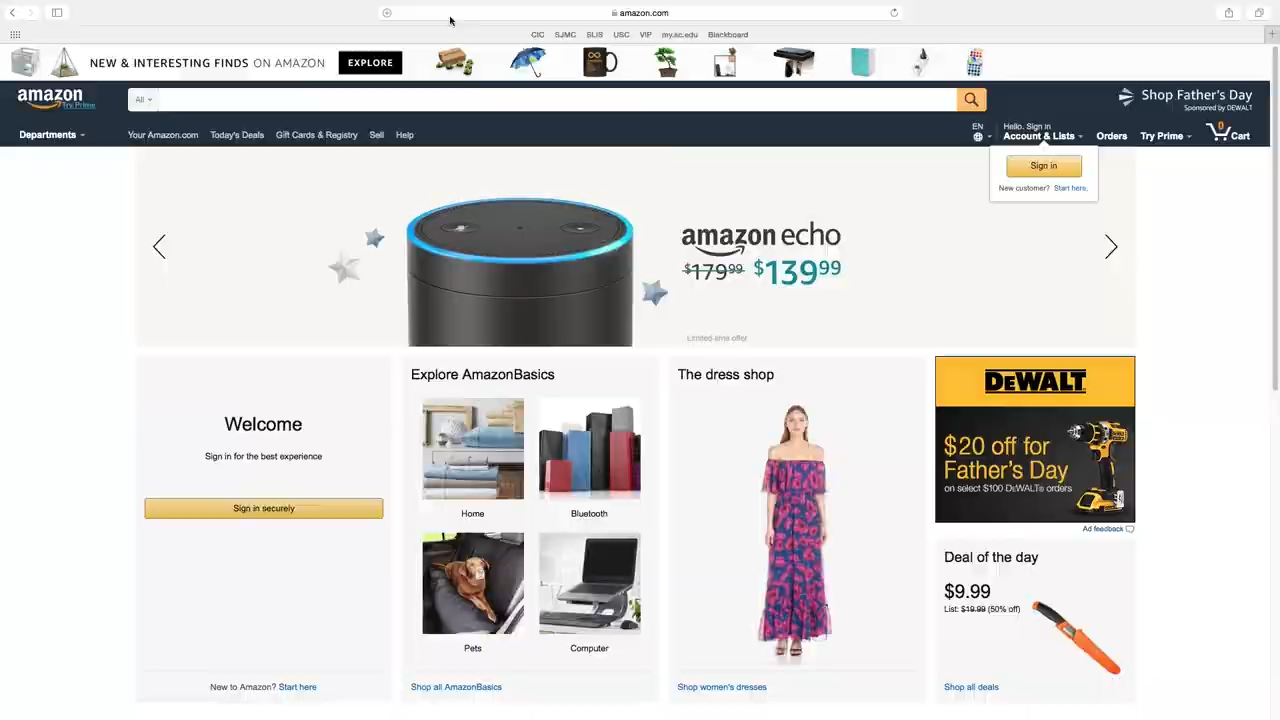 amazon.com
CIC SJMC SLIS USC VIP my.sc.edu Blackboard
NEW & INTERESTING FINDS ON AMAZON EXPLORE
amazon
Try Prime
All
Shop Father's Day
Sponsored by DEWALT
Departments
Your Amazon.com Today's Deals Gift Cards & Registry Sell Help
EN
Hello. Sign in
Account & Lists
Orders
Try Prime
0
Cart
Sign in
New customer? Start here.
amazon echo
$179.99 $139.99
Limited-time offer
Welcome
Sign in for the best experience
Sign in securely
New to Amazon? Start here
Explore AmazonBasics
Home Bluetooth
Pets Computer
Shop all AmazonBasics
The dress shop
Shop women's dresses
DEWALT
$20 off for
Father's Day
on select $100 DEWALT® orders
Ad feedback
Deal of the day
$9.99
List: $19.99 (50% off)
Shop all deals